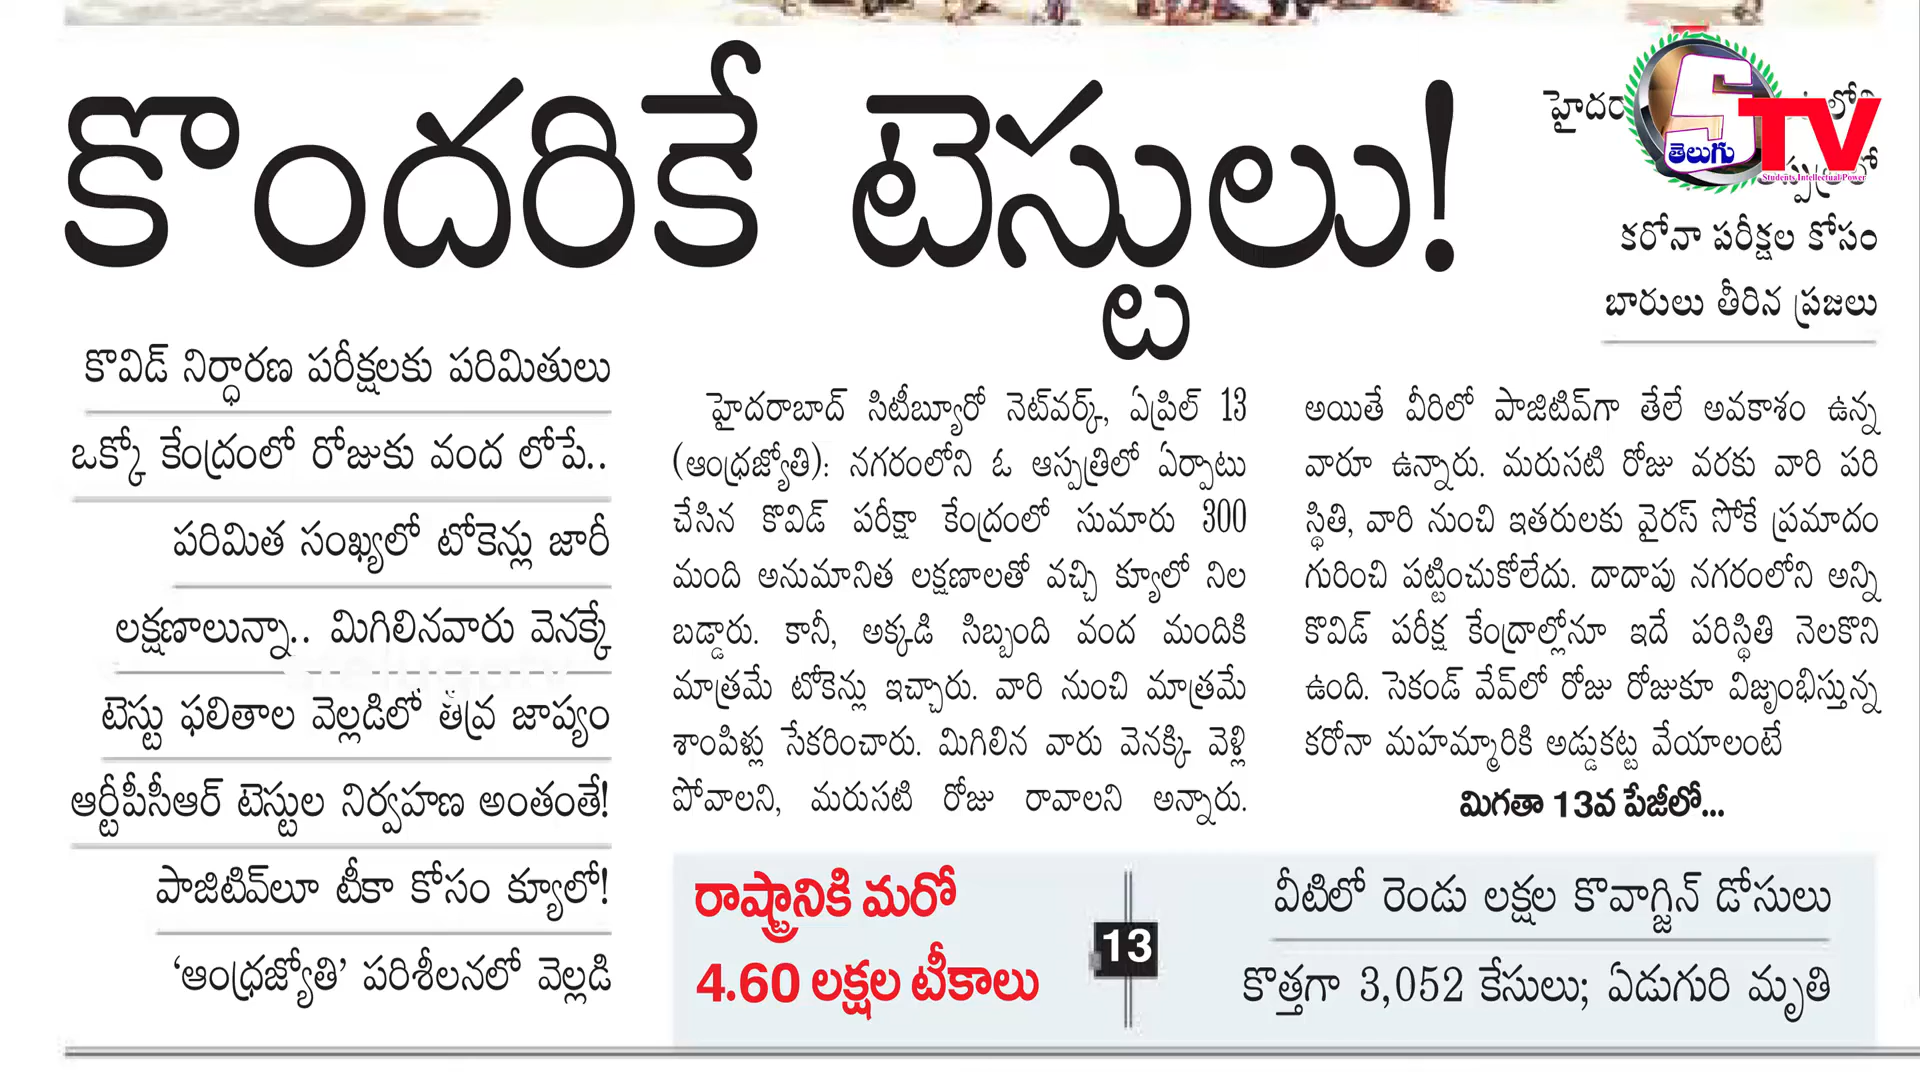 కొందరికే టెస్టులు!
తెలుగు
STV
Students Intellectual Power
కరోనా పరీక్షల కోసం
బారులు తీరిన ప్రజలు
కొవిడ్ నిర్ధారణ పరీక్షలకు పరిమితులు
ఒక్కో కేంద్రంలో రోజుకు వంద లోపే..
పరిమిత సంఖ్యలో టోకెన్లు జారీ
లక్షణాలున్నా.. మిగిలినవారు వెనక్కే
టెస్టు ఫలితాల వెల్లడిలో తీవ్ర జాప్యం
ఆర్టీపీసీఆర్ టెస్టుల నిర్వహణ అంతంతే!
పాజిటివ్‌లూ టీకా కోసం క్యూలో!
‘ఆంధ్రజ్యోతి’ పరిశీలనలో వెల్లడి
హైదరాబాద్ సిటీబ్యూరో నెట్‌వర్క్, ఏప్రిల్ 13
(ఆంధ్రజ్యోతి): నగరంలోని ఓ ఆస్పత్రిలో ఏర్పాటు
చేసిన కొవిడ్ పరీక్షా కేంద్రంలో సుమారు 300
మంది అనుమానిత లక్షణాలతో వచ్చి క్యూలో నిల
బడ్డారు. కానీ, అక్కడి సిబ్బంది వంద మందికి
మాత్రమే టోకెన్లు ఇచ్చారు. వారి నుంచి మాత్రమే
శాంపిళ్లు సేకరించారు. మిగిలిన వారు వెనక్కి వెళ్లి
పోవాలని, మరుసటి రోజు రావాలని అన్నారు.
అయితే వీరిలో పాజిటివ్‌గా తేలే అవకాశం ఉన్న
వారూ ఉన్నారు. మరుసటి రోజు వరకు వారి పరి
స్థితి, వారి నుంచి ఇతరులకు వైరస్ సోకే ప్రమాదం
గురించి పట్టించుకోలేదు. దాదాపు నగరంలోని అన్ని
కొవిడ్ పరీక్ష కేంద్రాల్లోనూ ఇదే పరిస్థితి నెలకొని
ఉంది. సెకండ్ వేవ్‌లో రోజు రోజుకూ విజృంభిస్తున్న
కరోనా మహమ్మారికి అడ్డుకట్ట వేయాలంటే
మిగతా 13వ పేజీలో...
రాష్ట్రానికి మరో
4.60 లక్షల టీకాలు
13
వీటిలో రెండు లక్షల కొవాగ్జిన్ డోసులు
కొత్తగా 3,052 కేసులు; ఏడుగురి మృతి